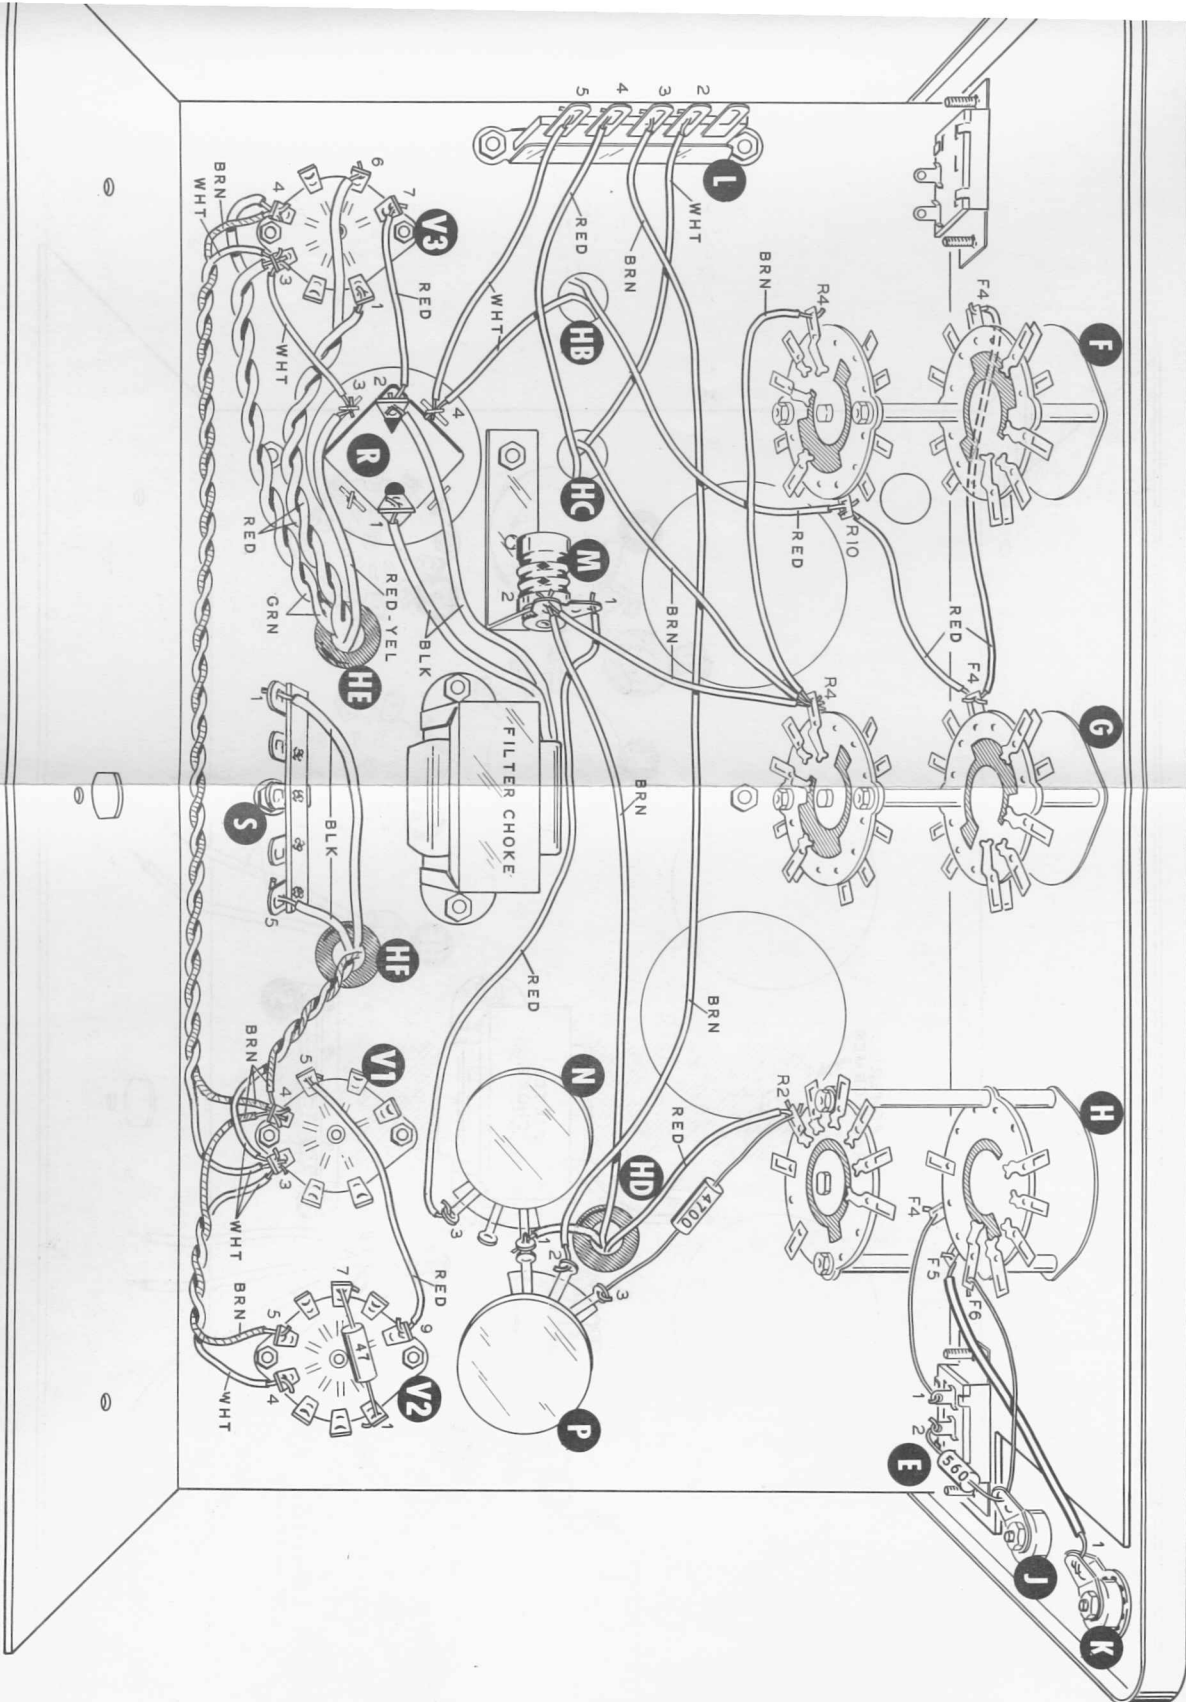 F
G
H
K
J
E
L
HB
HC
M
R
V3
HE
S
HF
V1
V2
N
P
HD
FILTER CHOKE
5
4
3
2
WHT
BRN
RED
WHT
BRN
R4
F4
R10
RED
RED
F4
R4
BRN
BRN
BRN
R2
F4
F5
F6
1
2
560
1
4700
RED
3
2
1
3
RED
2
1
BLK
RED-YEL
GRN
RED
4
3
2
1
RED
WHT
7
6
4
3
1
BRN
WHT
1
BLK
5
BRN
5
4
3
WHT
RED
BRN
WHT
7
5
4
9
1
47